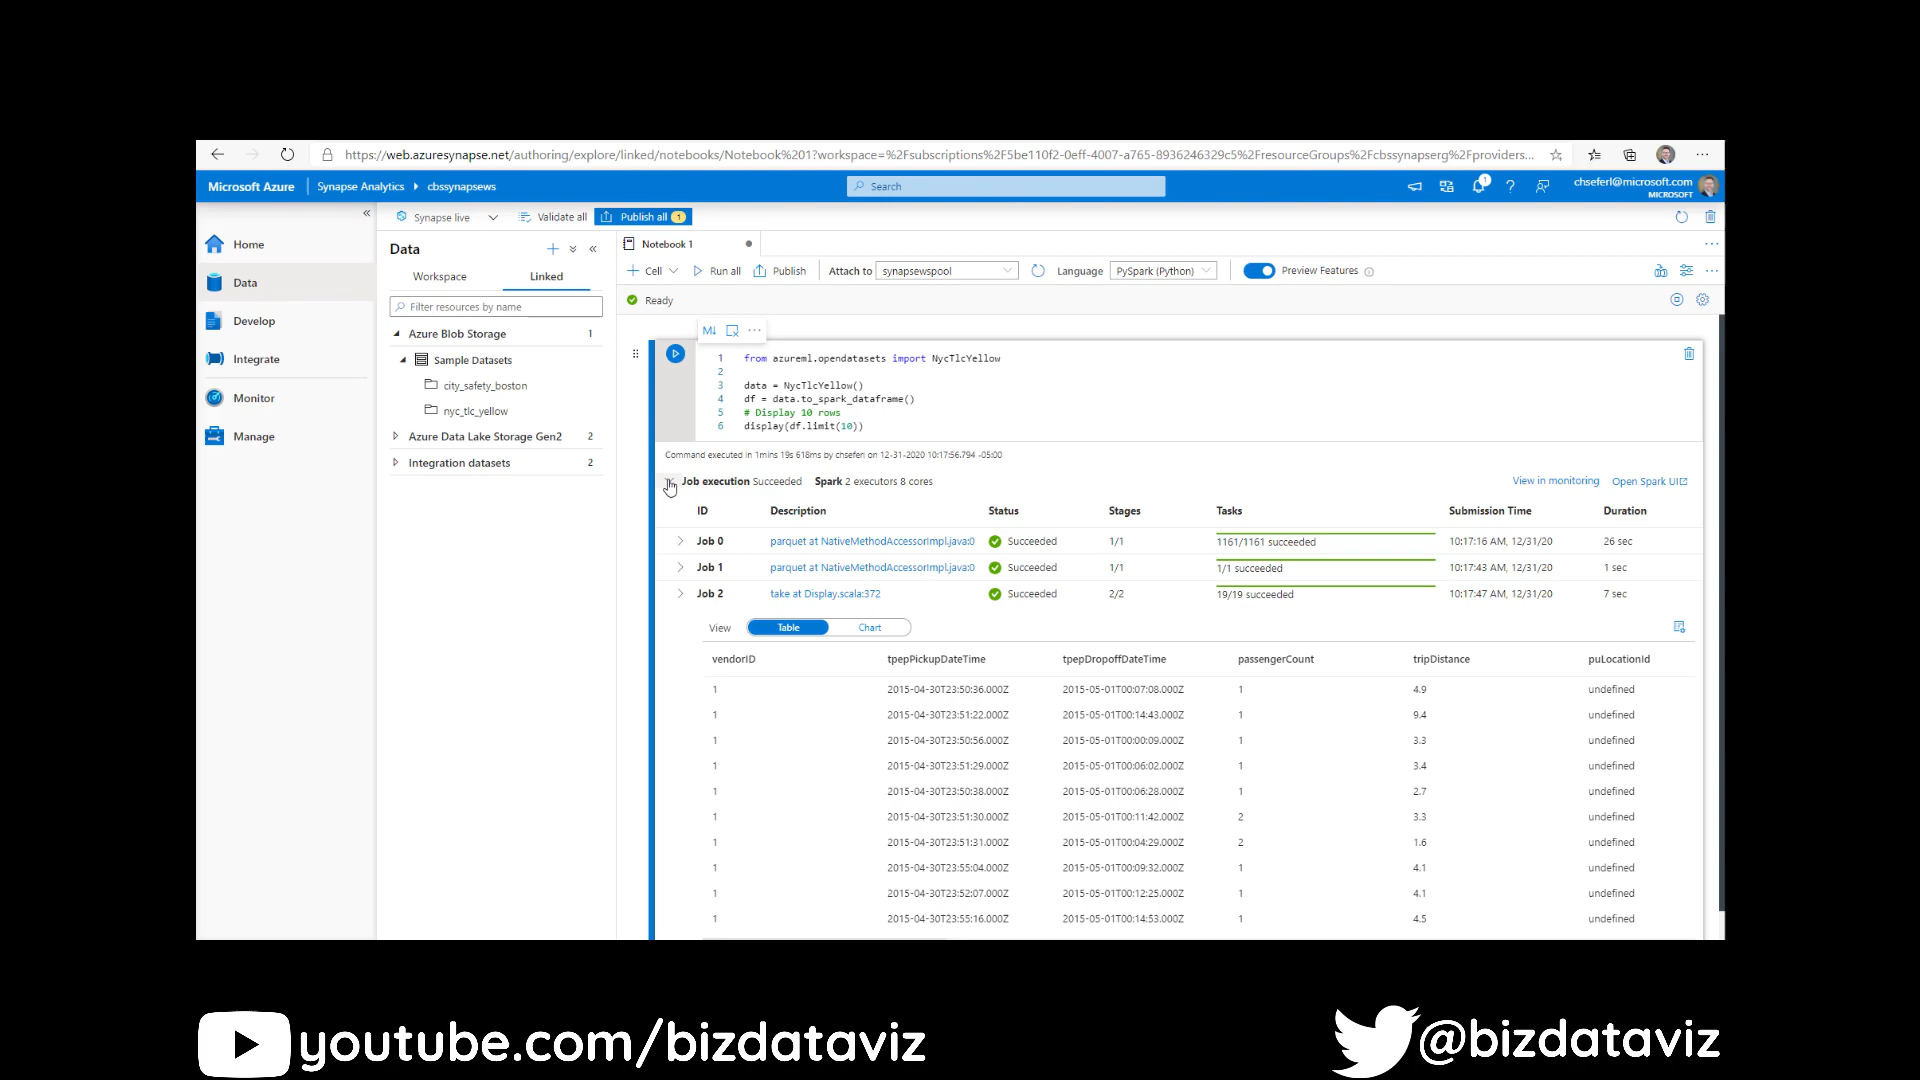 https://web.azuresynapse.net/authoring/explore/linked/notebooks/Notebook%201?workspace=%2Fsubscriptions%2F5be110f2-0eff-4007-a765-8936246329c5%2FresourceGroups%2Fcbssynapserg%2Fproviders...
Microsoft Azure Synapse Analytics cbssynapsews Search 1 ? chseferl@microsoft.com
MICROSOFT
Synapse live Validate all Publish all 1
Home
Data
Develop
Integrate
Monitor
Manage
Data
Workspace Linked
Filter resources by name
Azure Blob Storage 1
Sample Datasets
city_safety_boston
nyc_tlc_yellow
Azure Data Lake Storage Gen2 2
Integration datasets 2
Notebook 1
Cell Run all Publish Attach to synapsewspool Language PySpark (Python) Preview Features
Ready
M↓ ...
1 from azureml.opendatasets import NycTlcYellow
2
3 data = NycTlcYellow()
4 df = data.to_spark_dataframe()
5 # Display 10 rows
6 display(df.limit(10))
Command executed in 1mins 19s 618ms by chseferl on 12-31-2020 10:17:56.794 -05:00
Job execution Succeeded Spark 2 executors 8 cores View in monitoring Open Spark UI
ID Description Status Stages Tasks Submission Time Duration
Job 0 parquet at NativeMethodAccessorImpl.java:0 Succeeded 1/1 1161/1161 succeeded 10:17:16 AM, 12/31/20 26 sec
Job 1 parquet at NativeMethodAccessorImpl.java:0 Succeeded 1/1 1/1 succeeded 10:17:43 AM, 12/31/20 1 sec
Job 2 take at Display.scala:372 Succeeded 2/2 19/19 succeeded 10:17:47 AM, 12/31/20 7 sec
View Table Chart
vendorID tpepPickupDateTime tpepDropoffDateTime passengerCount tripDistance puLocationId
1 2015-04-30T23:50:36.000Z 2015-05-01T00:07:08.000Z 1 4.9 undefined
1 2015-04-30T23:51:22.000Z 2015-05-01T00:14:43.000Z 1 9.4 undefined
1 2015-04-30T23:50:56.000Z 2015-05-01T00:00:09.000Z 1 3.3 undefined
1 2015-04-30T23:51:29.000Z 2015-05-01T00:06:02.000Z 1 3.4 undefined
1 2015-04-30T23:50:38.000Z 2015-05-01T00:06:28.000Z 1 2.7 undefined
1 2015-04-30T23:51:30.000Z 2015-05-01T00:11:42.000Z 2 3.3 undefined
1 2015-04-30T23:51:31.000Z 2015-05-01T00:04:29.000Z 2 1.6 undefined
1 2015-04-30T23:55:04.000Z 2015-05-01T00:09:32.000Z 1 4.1 undefined
1 2015-04-30T23:52:07.000Z 2015-05-01T00:12:25.000Z 1 4.1 undefined
1 2015-04-30T23:55:16.000Z 2015-05-01T00:14:53.000Z 1 4.5 undefined
youtube.com/bizdataviz
@bizdataviz